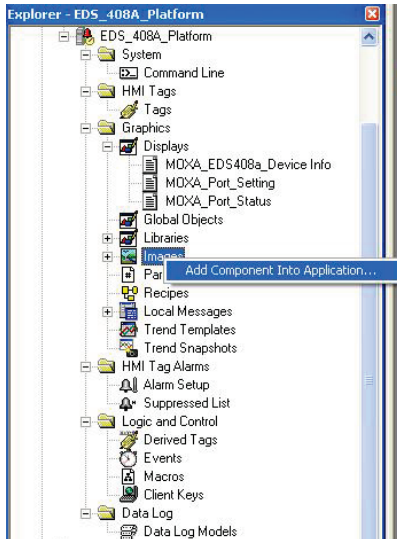 Explorer - EDS_408A_Platform
EDS_408A_Platform
System
Command Line
HMI Tags
Tags
Graphics
Displays
MOXA_EDS408a_Device Info
MOXA_Port_Setting
MOXA_Port_Status
Global Objects
Libraries
Images
Add Component Into Application...
Par
Recipes
Local Messages
Trend Templates
Trend Snapshots
HMI Tag Alarms
Alarm Setup
Suppressed List
Logic and Control
Derived Tags
Events
Macros
Client Keys
Data Log
Data Log Models